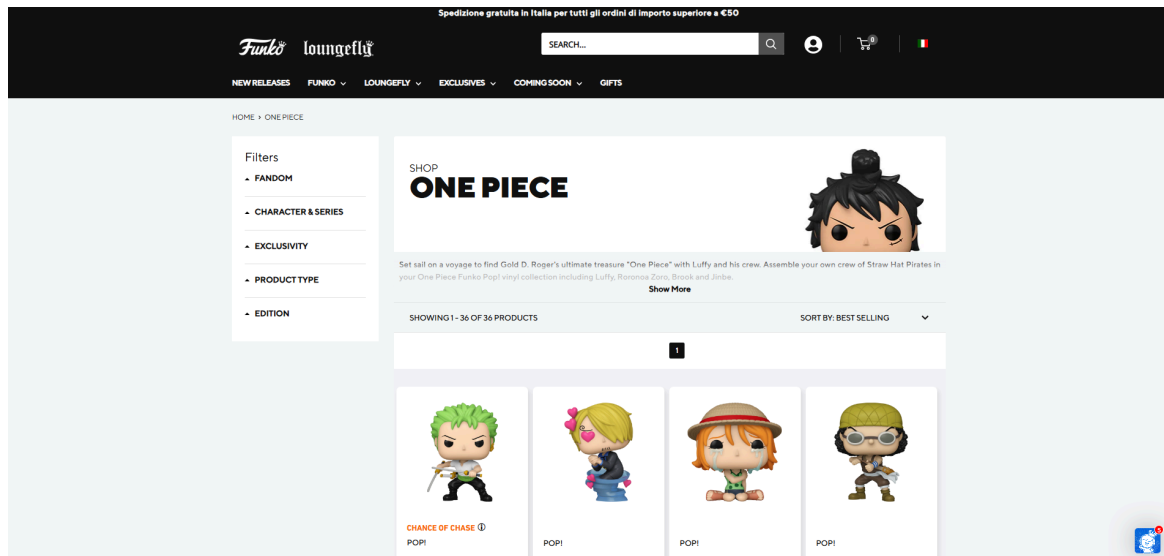 Spedizione gratuita in Italia per tutti gli ordini di importo superiore a €50
Funko loungefly
SEARCH...
0
NEW RELEASES FUNKO LOUNGEFLY EXCLUSIVES COMING SOON GIFTS
HOME > ONE PIECE
Filters
FANDOM
CHARACTER & SERIES
EXCLUSIVITY
PRODUCT TYPE
EDITION
SHOP
ONE PIECE
Set sail on a voyage to find Gold D. Roger's ultimate treasure "One Piece" with Luffy and his crew. Assemble your own crew of Straw Hat Pirates in
your One Piece Funko Pop! vinyl collection including Luffy, Roronoa Zoro, Brook and Jinbe.
Show More
SHOWING 1 - 36 OF 36 PRODUCTS SORT BY: BEST SELLING
1
CHANCE OF CHASE
POP! POP! POP! POP!
5